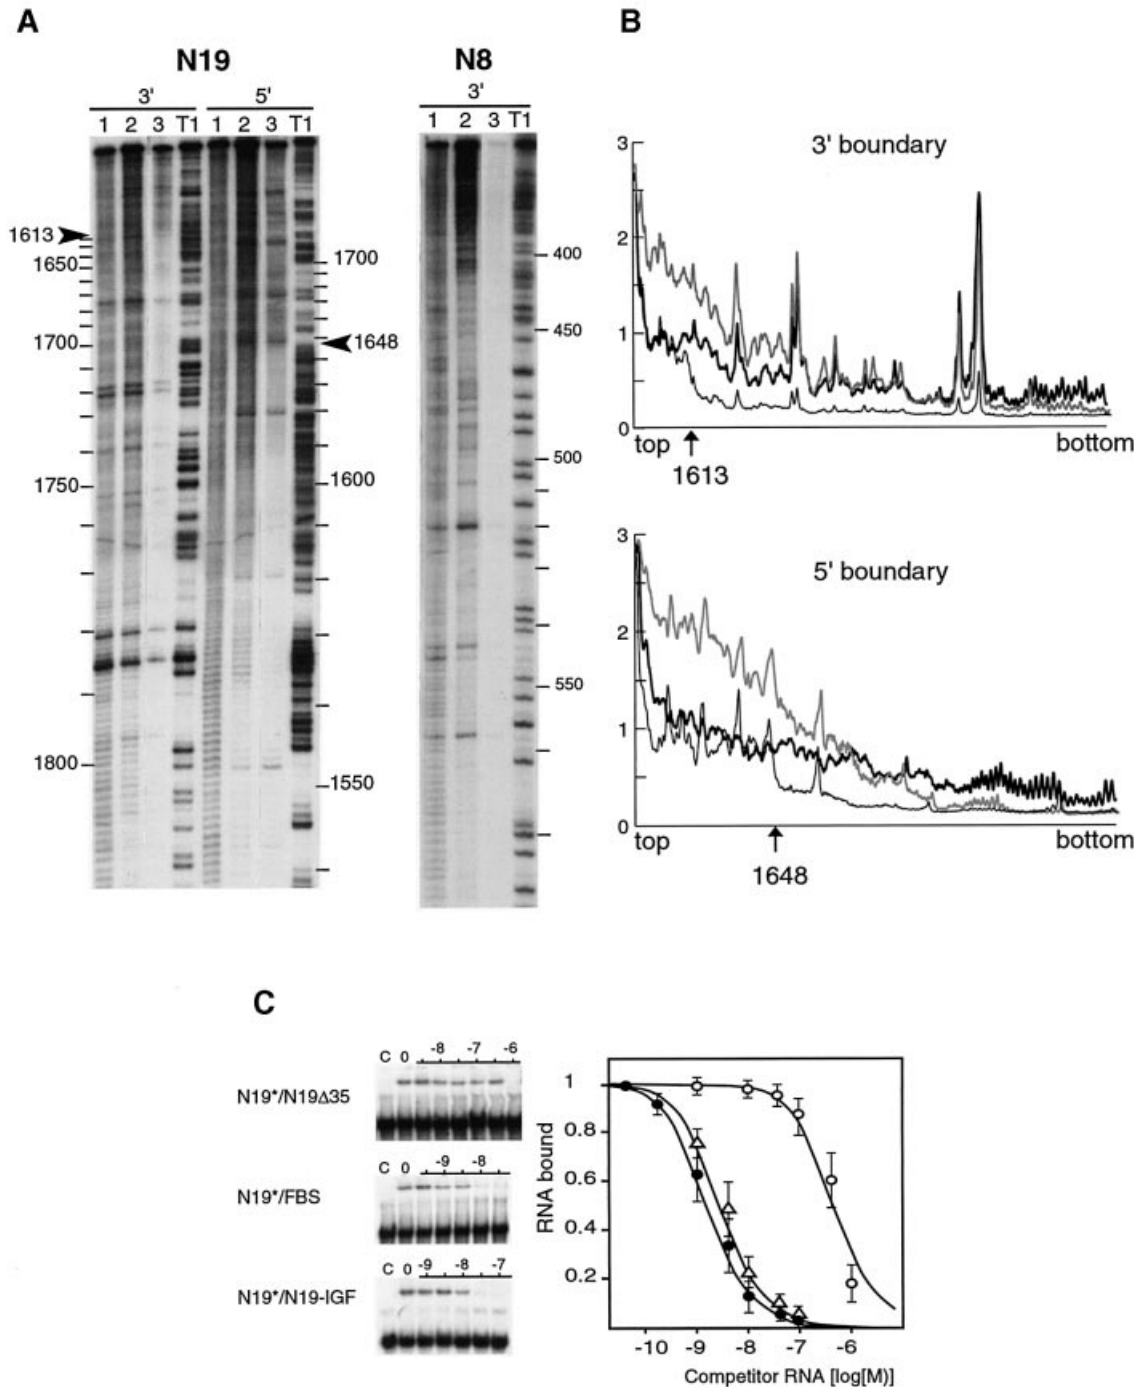 A
B
N19
N8
3'
5'
3'
1 2 3 T1 1 2 3 T1
1 2 3 T1
1613
1650
1700
1750
1800
1700
1648
1600
1550
400
450
500
550
3
3' boundary
2
1
0
top
bottom
1613
3
5' boundary
2
1
0
top
bottom
1648
C
C 0 -8 -7 -6
N19*/N19Δ35
C 0 -9 -8
N19*/FBS
C 0 -9 -8 -7
N19*/N19-IGF
RNA bound
1
0.8
0.6
0.4
0.2
-10 -9 -8 -7 -6
Competitor RNA [log[M)]